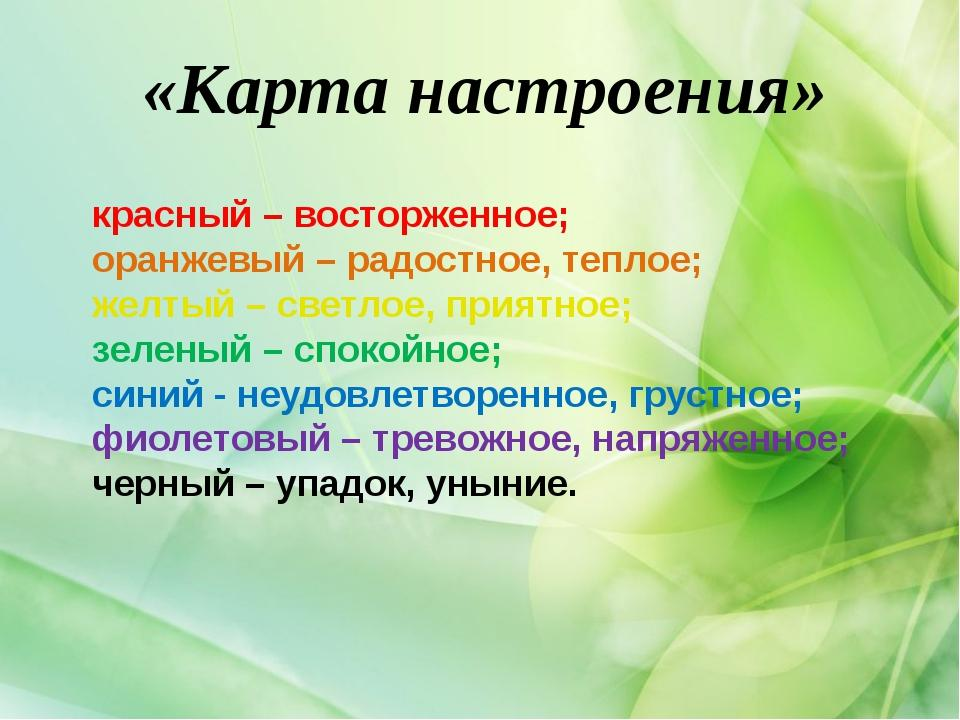 «Карта настроения»
красный – восторженное;
оранжевый – радостное, теплое;
желтый – светлое, приятное;
зеленый – спокойное;
синий - неудовлетворенное, грустное;
фиолетовый – тревожное, напряженное;
черный – упадок, уныние.